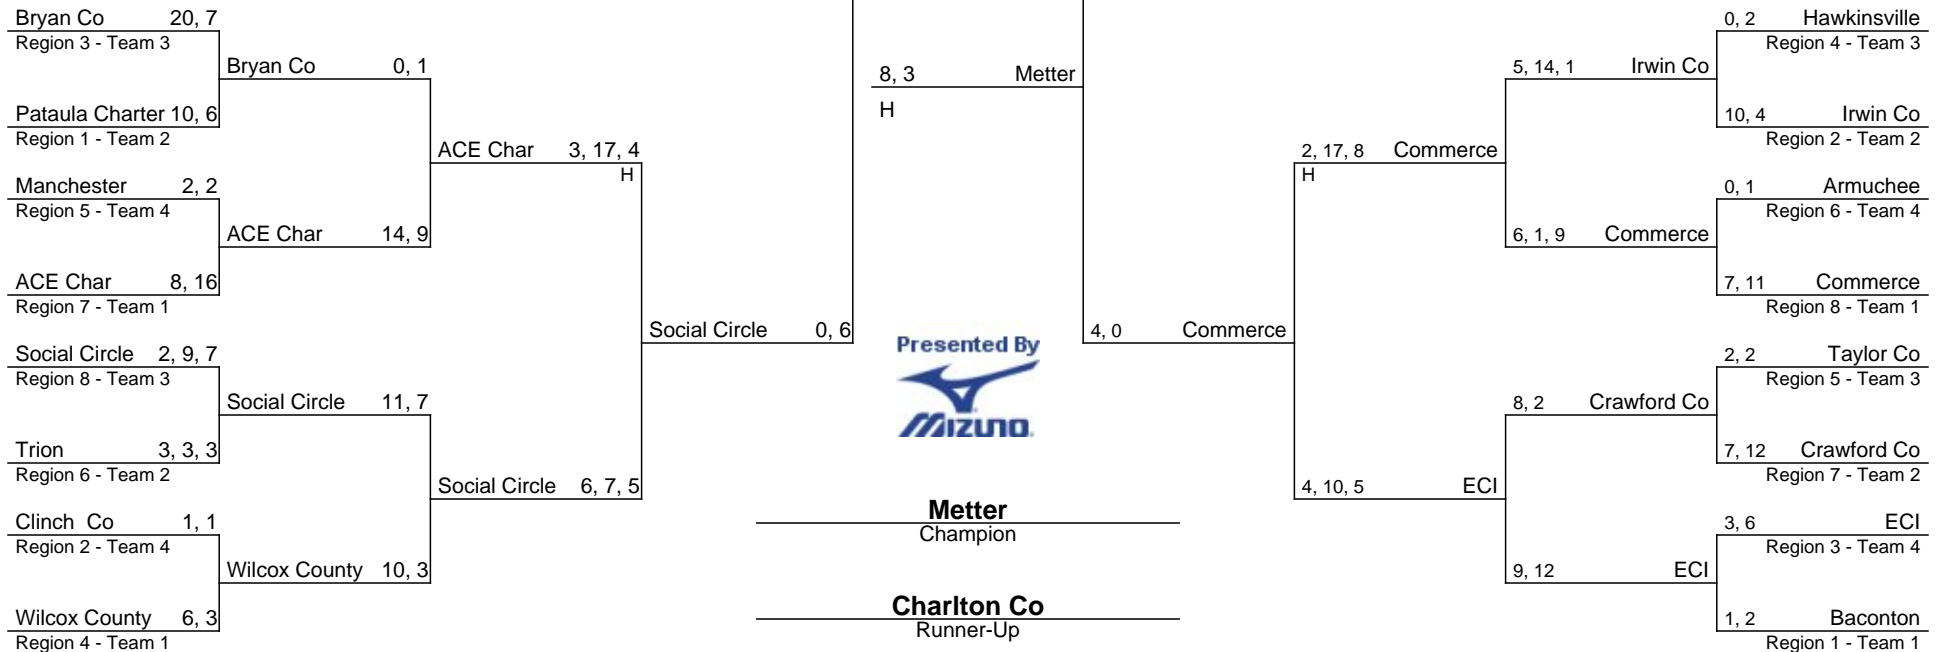 Bryan Co 20, 7
Region 3 - Team 3
Pataula Charter 10, 6
Region 1 - Team 2
Manchester 2, 2
Region 5 - Team 4
ACE Char 8, 16
Region 7 - Team 1
Social Circle 2, 9, 7
Region 8 - Team 3
Trion 3, 3, 3
Region 6 - Team 2
Clinch Co 1, 1
Region 2 - Team 4
Wilcox County 6, 3
Region 4 - Team 1
Bryan Co 0, 1
ACE Char 14, 9
Social Circle 11, 7
Wilcox County 10, 3
ACE Char 3, 17, 4
H
Social Circle 6, 7, 5
Social Circle 0, 6
8, 3 Metter
H
Presented By
MIZUNO
Metter
Champion
Charlton Co
Runner-Up
4, 0 Commerce
2, 17, 8 Commerce
H
4, 10, 5 ECI
5, 14, 1 Irwin Co
6, 1, 9 Commerce
8, 2 Crawford Co
9, 12 ECI
0, 2 Hawkinsville
Region 4 - Team 3
10, 4 Irwin Co
Region 2 - Team 2
0, 1 Armuchee
Region 6 - Team 4
7, 11 Commerce
Region 8 - Team 1
2, 2 Taylor Co
Region 5 - Team 3
7, 12 Crawford Co
Region 7 - Team 2
3, 6 ECI
Region 3 - Team 4
1, 2 Baconton
Region 1 - Team 1